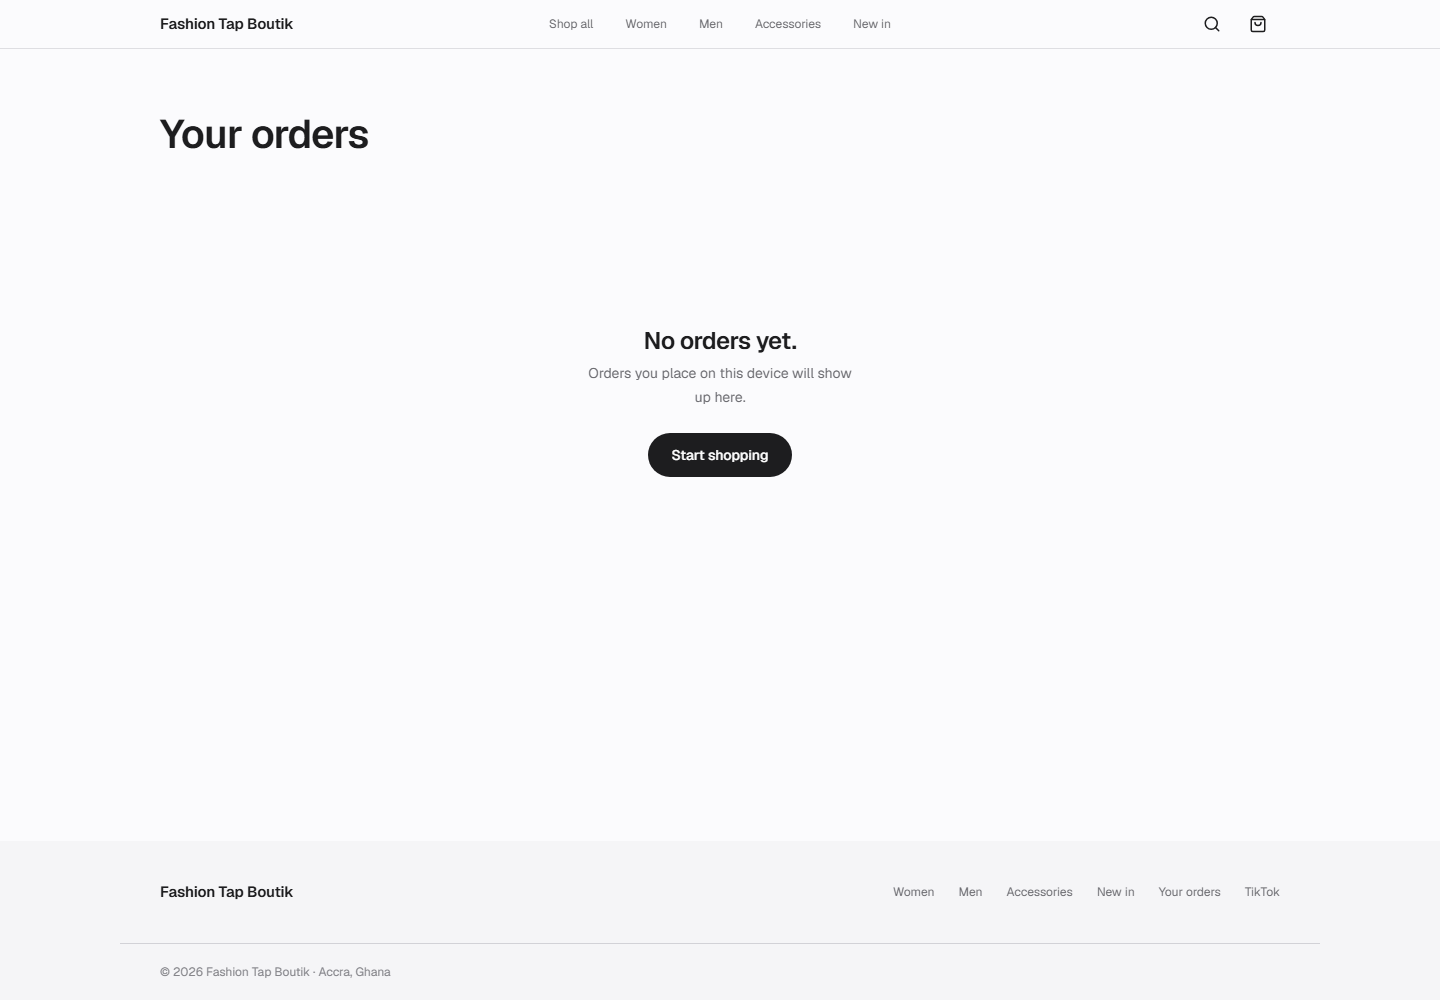 Fashion Tap Boutik
Shop all
Women
Men
Accessories
New in
Your orders
No orders yet.
Orders you place on this device will show
up here.
Start shopping
Fashion Tap Boutik
Women
Men
Accessories
New in
Your orders
TikTok
© 2026 Fashion Tap Boutik · Accra, Ghana